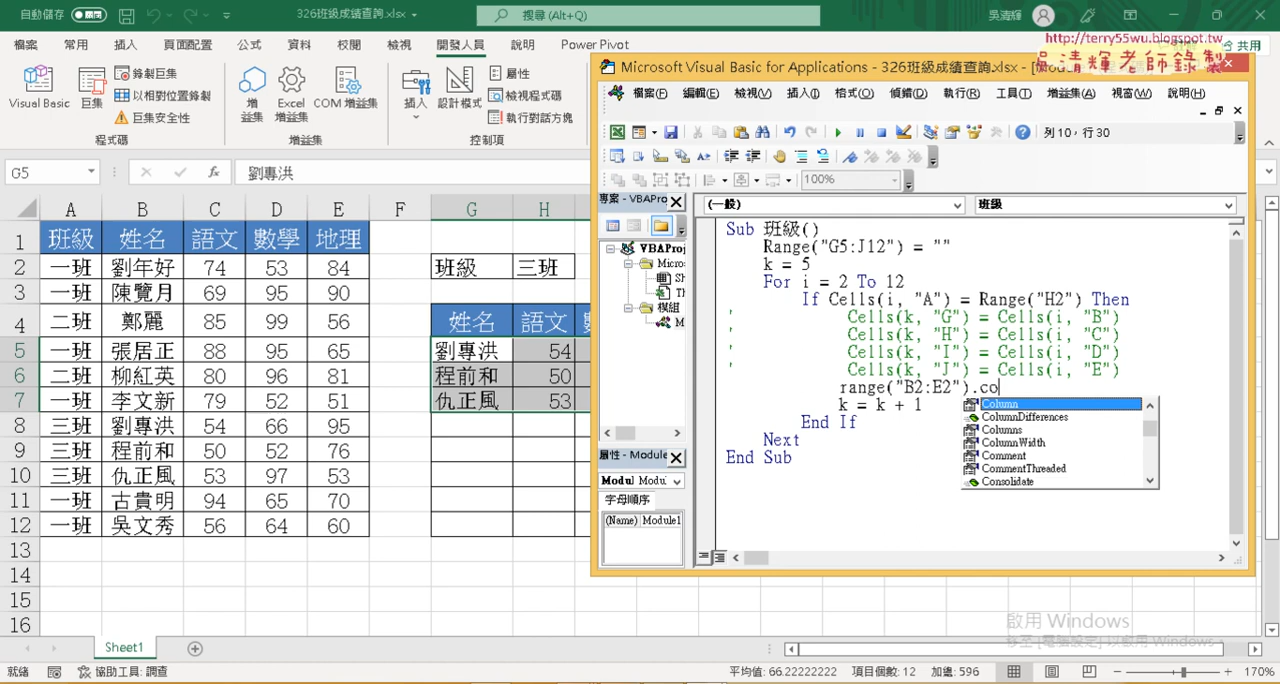 自動儲存 關閉 326班級成績查詢.xlsx 搜尋 (Alt+Q) 吳清輝
http://terry55wu.blogspot.tw
吳清輝老師錄製
檔案 常用 插入 頁面配置 公式 資料 校閱 檢視 開發人員 說明 Power Pivot 共用
Visual Basic 巨集 錄製巨集 以相對位置錄製 巨集安全性 程式碼
增益集 Excel 增益集 COM 增益集 增益集
插入 設計模式 屬性 檢視程式碼 執行對話方塊 控制項
G5 fx 劉專洪
A B C D E F G H
1 班級 姓名 語文 數學 地理
2 一班 劉年好 74 53 84 班級 三班
3 一班 陳覽月 69 95 90
4 二班 鄭麗 85 99 56 姓名 語文
5 一班 張居正 88 95 65 劉專洪 54
6 二班 柳紅英 80 96 81 程前和 50
7 一班 李文新 79 52 51 仇正風 53
8 三班 劉專洪 54 66 95
9 三班 程前和 50 52 76
10 三班 仇正風 53 97 53
11 一班 古貴明 94 65 70
12 一班 吳文秀 56 64 60
13
14
15
16
Sheet1
就緒 協助工具: 調查 平均值: 66.22222222 項目個數: 12 加總: 596 170%
Microsoft Visual Basic for Applications - 326班級成績查詢.xlsx - [Modu
檔案(F) 編輯(E) 檢視(V) 插入(I) 格式(O) 偵錯(D) 執行(R) 工具(T) 增益集(A) 視窗(W) 說明(H)
列 10，行 30
100%
專案 - VBAPro
VBAProj
Micros
Sh
Tl
模組
M
屬性 - Module
Modul Modu
字母順序
(Name) Module1
(一般) 班級
Sub 班級()
Range("G5:J12") = ""
k = 5
For i = 2 To 12
If Cells(i, "A") = Range("H2") Then
' Cells(k, "G") = Cells(i, "B")
' Cells(k, "H") = Cells(i, "C")
' Cells(k, "I") = Cells(i, "D")
' Cells(k, "J") = Cells(i, "E")
range("B2:E2").co
k = k + 1
End If
Next
End Sub
Column
ColumnDifferences
Columns
ColumnWidth
Comment
CommentThreaded
Consolidate
啟用 Windows
移至 [電腦設定] 以啟用 Windows。